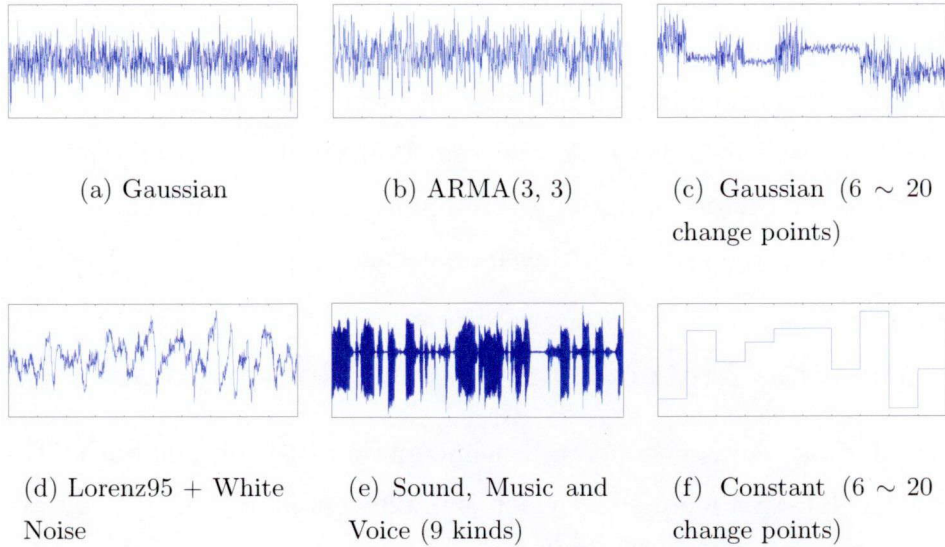 (a) Gaussian
(b) ARMA(3, 3)
(c) Gaussian (6 ~ 20
change points)
(d) Lorenz95 + White
Noise
(e) Sound, Music and
Voice (9 kinds)
(f) Constant (6 ~ 20
change points)